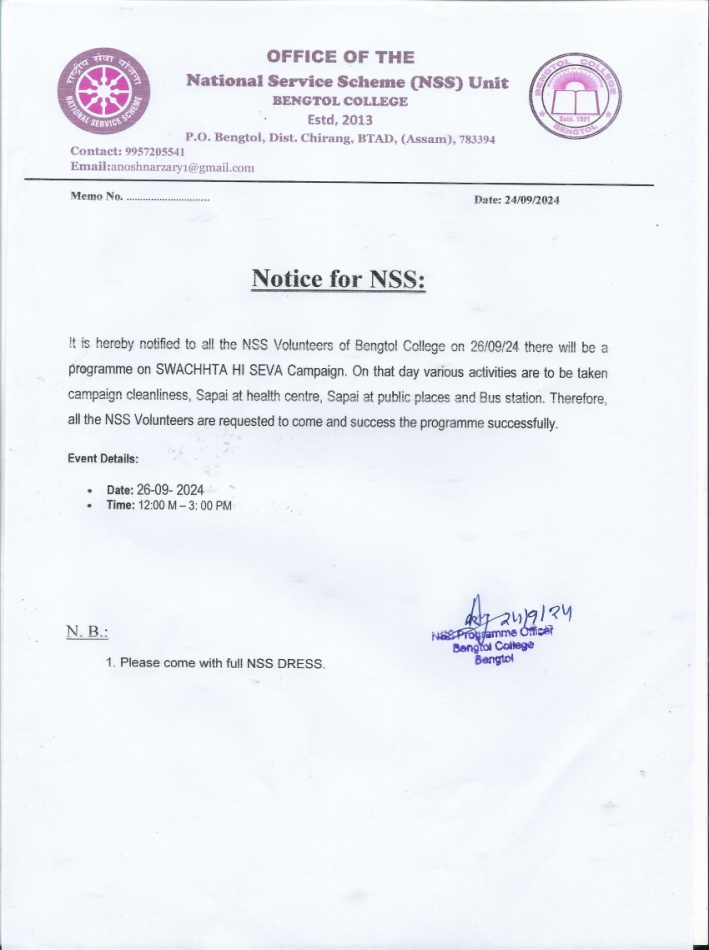 राष्ट्रीय सेवा योजना
NATIONAL SERVICE SCHEME
OFFICE OF THE
National Service Scheme (NSS) Unit
BENGTOL COLLEGE
Estd, 2013
P.O. Bengtol, Dist. Chirang, BTAD, (Assam), 783394
BENGTOL COLLEGE
Estd. 1991
BENGTOL
Contact: 9957205541
Email:anoshnarzary1@gmail.com
Memo No. ..............................
Date: 24/09/2024
Notice for NSS:
It is hereby notified to all the NSS Volunteers of Bengtol College on 26/09/24 there will be a
programme on SWACHHTA HI SEVA Campaign. On that day various activities are to be taken
campaign cleanliness, Sapai at health centre, Sapai at public places and Bus station. Therefore,
all the NSS Volunteers are requested to come and success the programme successfully.
Event Details:
• Date: 26-09- 2024
• Time: 12:00 M – 3: 00 PM
24/9/24
NSS Programme Officer
Bengtol College
Bengtol
N. B.:
1. Please come with full NSS DRESS.